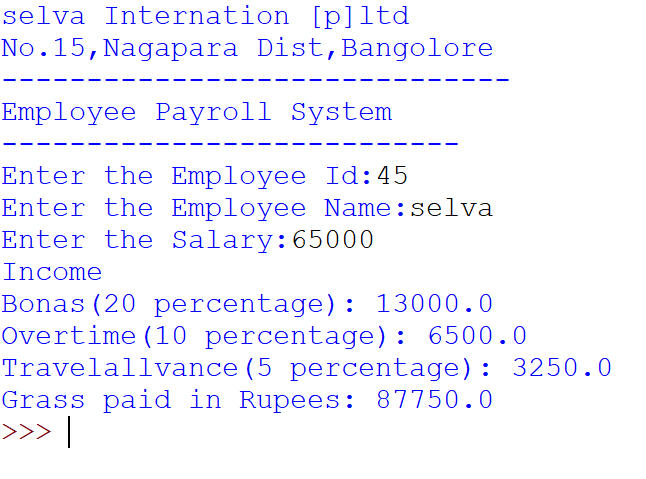 selva Internation [p]ltd
No.15,Nagapara Dist,Bangolore
------------------------------
Employee Payroll System
---------------------------
Enter the Employee Id:45
Enter the Employee Name:selva
Enter the Salary:65000
Income
Bonas(20 percentage): 13000.0
Overtime(10 percentage): 6500.0
Travelallvance(5 percentage): 3250.0
Grass paid in Rupees: 87750.0
>>>